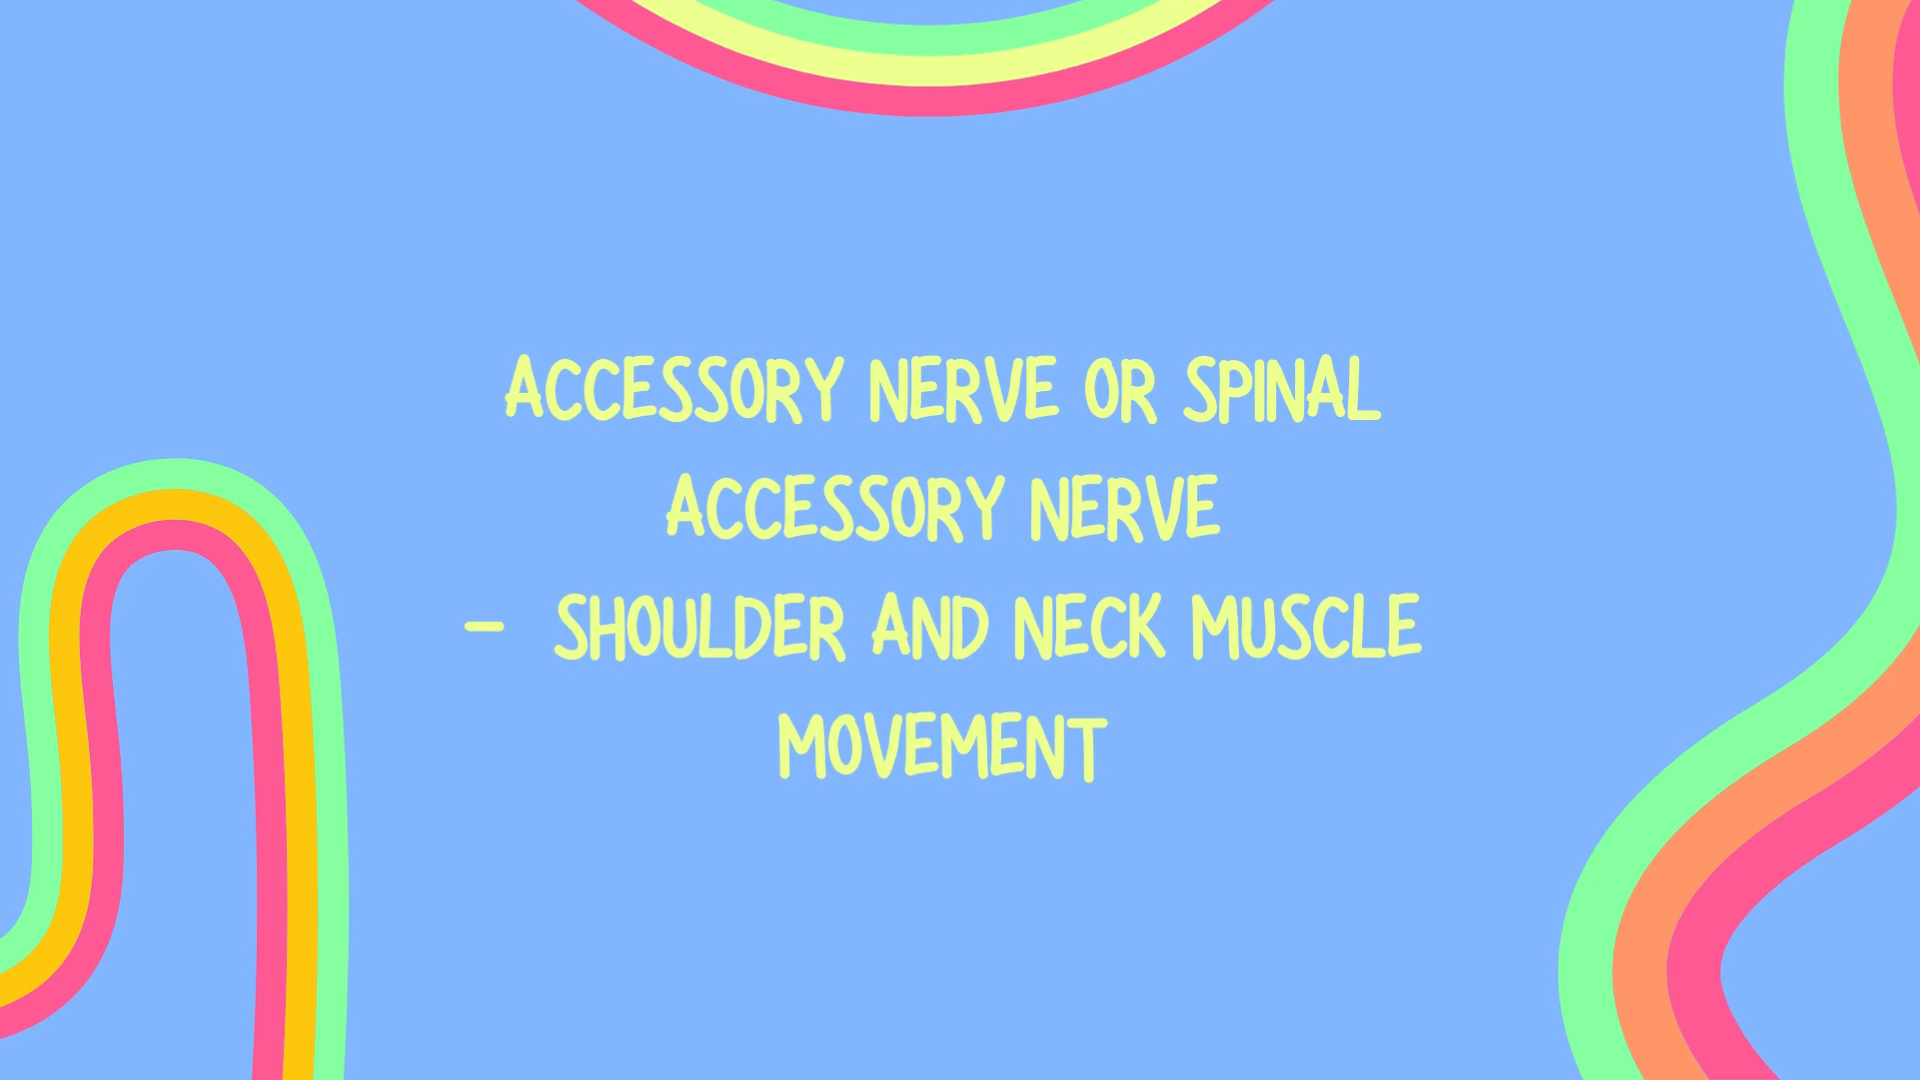 ACCESSORY NERVE OR SPINAL
ACCESSORY NERVE
- SHOULDER AND NECK MUSCLE
MOVEMENT